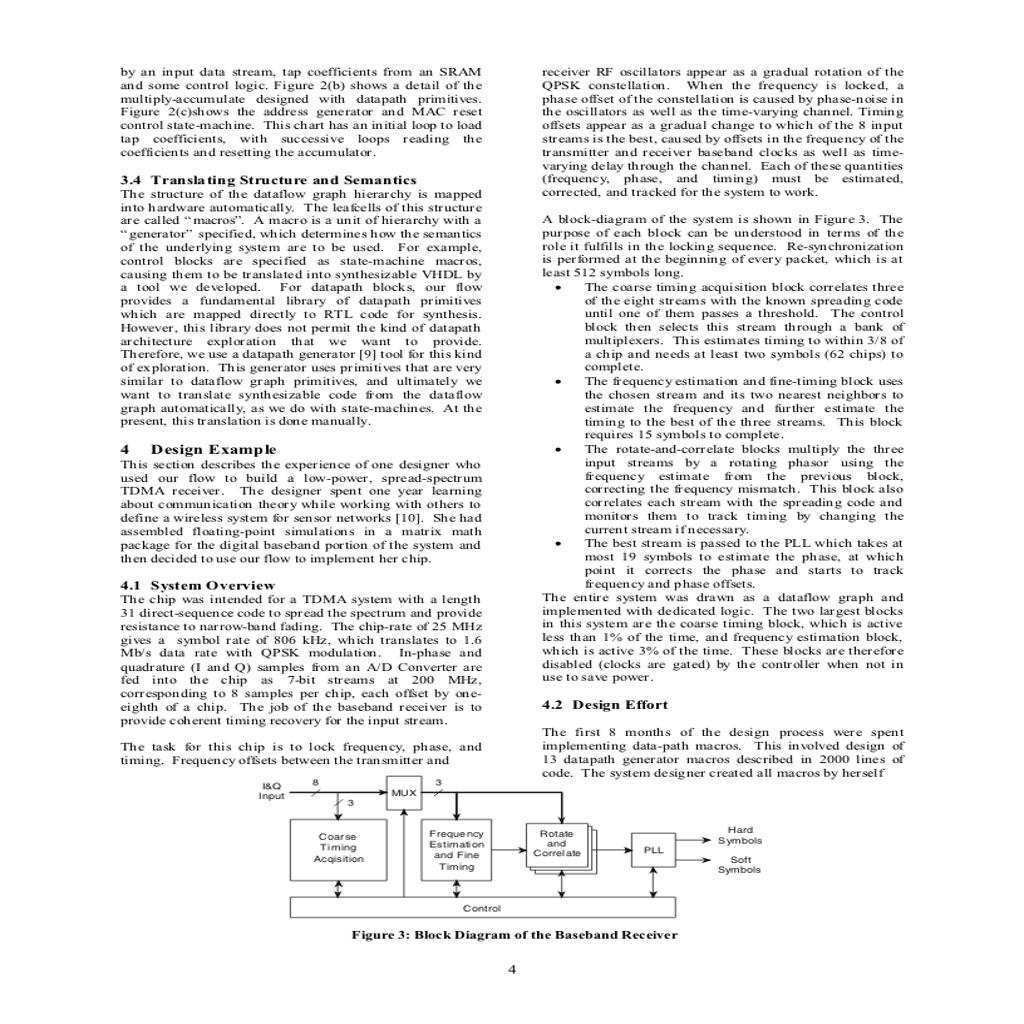 by an input data stream, tap coefficients from an SRAM
and some control logic. Figure 2(b) shows a detail of the
multiply-accumulate designed with datapath primitives.
Figure 2(c)shows the address generator and MAC reset
control state-machine. This chart has an initial loop to load
tap coefficients, with successive loops reading the
coefficients and resetting the accumulator.
3.4 Translating Structure and Semantics
The structure of the dataflow graph hierarchy is mapped
into hardware automatically. The leafcells of this structure
are called “macros”. A macro is a unit of hierarchy with a
“generator” specified, which determines how the semantics
of the underlying system are to be used. For example,
control blocks are specified as state-machine macros,
causing them to be translated into synthesizable VHDL by
a tool we developed. For datapath blocks, our flow
provides a fundamental library of datapath primitives
which are mapped directly to RTL code for synthesis.
However, this library does not permit the kind of datapath
architecture exploration that we want to provide.
Therefore, we use a datapath generator [9] tool for this kind
of exploration. This generator uses primitives that are very
similar to dataflow graph primitives, and ultimately we
want to translate synthesizable code from the dataflow
graph automatically, as we do with state-machines. At the
present, this translation is done manually.
4 Design Example
This section describes the experience of one designer who
used our flow to build a low-power, spread-spectrum
TDMA receiver. The designer spent one year learning
about communication theory while working with others to
define a wireless system for sensor networks [10]. She had
assembled floating-point simulations in a matrix math
package for the digital baseband portion of the system and
then decided to use our flow to implement her chip.
4.1 System Overview
The chip was intended for a TDMA system with a length
31 direct-sequence code to spread the spectrum and provide
resistance to narrow-band fading. The chip-rate of 25 MHz
gives a symbol rate of 806 kHz, which translates to 1.6
Mb/s data rate with QPSK modulation. In-phase and
quadrature (I and Q) samples from an A/D Converter are
fed into the chip as 7-bit streams at 200 MHz,
corresponding to 8 samples per chip, each offset by one-
eighth of a chip. The job of the baseband receiver is to
provide coherent timing recovery for the input stream.
The task for this chip is to lock frequency, phase, and
timing. Frequency offsets between the transmitter and
receiver RF oscillators appear as a gradual rotation of the
QPSK constellation. When the frequency is locked, a
phase offset of the constellation is caused by phase-noise in
the oscillators as well as the time-varying channel. Timing
offsets appear as a gradual change to which of the 8 input
streams is the best, caused by offsets in the frequency of the
transmitter and receiver baseband clocks as well as time-
varying delay through the channel. Each of these quantities
(frequency, phase, and timing) must be estimated,
corrected, and tracked for the system to work.
A block-diagram of the system is shown in Figure 3. The
purpose of each block can be understood in terms of the
role it fulfills in the locking sequence. Re-synchronization
is performed at the beginning of every packet, which is at
least 512 symbols long.
• The coarse timing acquisition block correlates three
of the eight streams with the known spreading code
until one of them passes a threshold. The control
block then selects this stream through a bank of
multiplexers. This estimates timing to within 3/8 of
a chip and needs at least two symbols (62 chips) to
complete.
• The frequency estimation and fine-timing block uses
the chosen stream and its two nearest neighbors to
estimate the frequency and further estimate the
timing to the best of the three streams. This block
requires 15 symbols to complete.
• The rotate-and-correlate blocks multiply the three
input streams by a rotating phasor using the
frequency estimate from the previous block,
correcting the frequency mismatch. This block also
correlates each stream with the spreading code and
monitors them to track timing by changing the
current stream if necessary.
• The best stream is passed to the PLL which takes at
most 19 symbols to estimate the phase, at which
point it corrects the phase and starts to track
frequency and phase offsets.
The entire system was drawn as a dataflow graph and
implemented with dedicated logic. The two largest blocks
in this system are the coarse timing block, which is active
less than 1% of the time, and frequency estimation block,
which is active 3% of the time. These blocks are therefore
disabled (clocks are gated) by the controller when not in
use to save power.
4.2 Design Effort
The first 8 months of the design process were spent
implementing data-path macros. This involved design of
13 datapath generator macros described in 2000 lines of
code. The system designer created all macros by herself
I&Q
Input
8
3
MUX
3
Coarse
Timing
Acqisition
Frequency
Estimation
and Fine
Timing
Rotate
and
Correlate
PLL
Hard
Symbols
Soft
Symbols
Control
Figure 3: Block Diagram of the Baseband Receiver
4